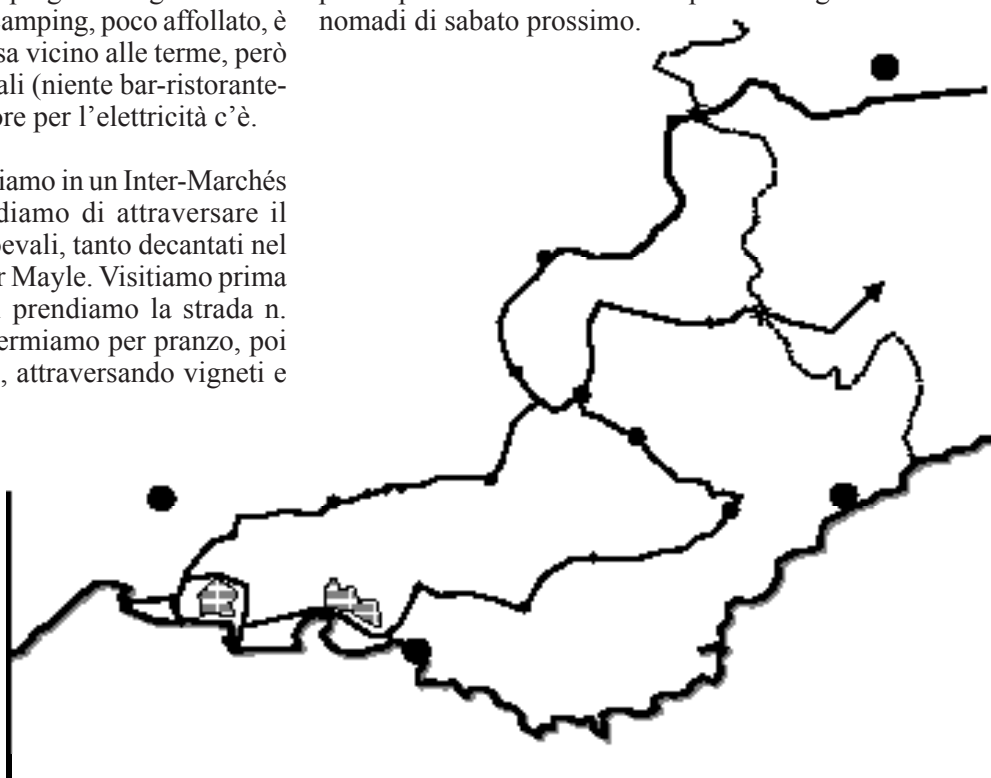 amping, poco affollato, è
sa vicino alle terme, però
ali (niente bar-ristorante-
ore per l’elettricità c’è.
iamo in un Inter-Marchés
diamo di attraversare il
evali, tanto decantati nel
r Mayle. Visitiamo prima
prendiamo la strada n.
ermiamo per pranzo, poi
, attraversando vigneti e
nomadi di sabato prossimo.